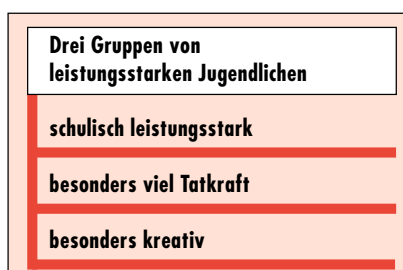 Drei Gruppen von
leistungsstarken Jugendlichen
schulisch leistungsstark
besonders viel Tatkraft
besonders kreativ